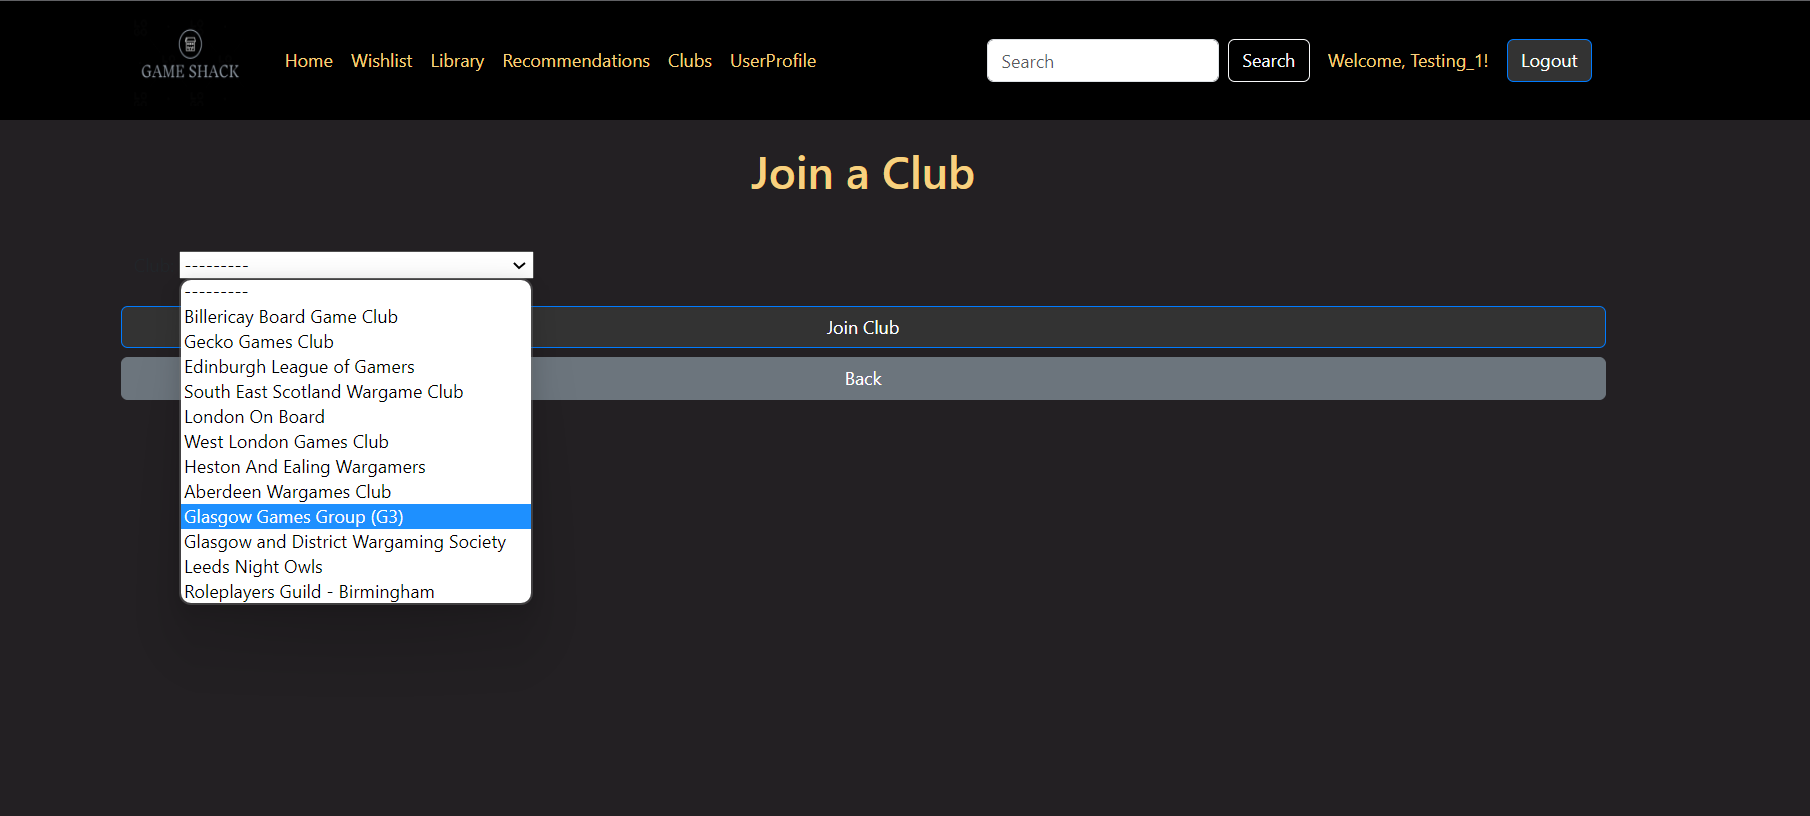 GAME SHACK
Home Wishlist Library Recommendations Clubs UserProfile Search Search Welcome, Testing_1! Logout
Join a Club
---------
---------
Billericay Board Game Club
Gecko Games Club
Edinburgh League of Gamers
South East Scotland Wargame Club
London On Board
West London Games Club
Heston And Ealing Wargamers
Aberdeen Wargames Club
Glasgow Games Group (G3)
Glasgow and District Wargaming Society
Leeds Night Owls
Roleplayers Guild - Birmingham
Join Club
Back